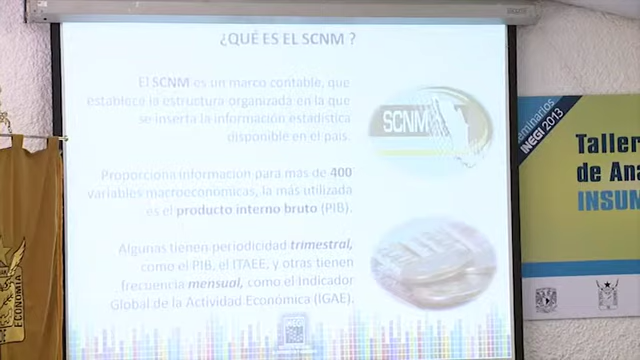 ¿QUÉ ES EL SCNM ?
El SCNM es un marco contable, que
establece la estructura organizada en la que
se inserta la información estadística
disponible en el país.
SCNM
Proporciona información para más de 400
variables macroeconómicas, la más utilizada
es el producto interno bruto (PIB).
Algunas tienen periodicidad trimestral,
como el PIB, el ITAEE, y otras tienen
frecuencia mensual, como el Indicador
Global de la Actividad Económica (IGAE).
INEGI 2013
Taller
de Aná
INSUM
ECONOMÍA